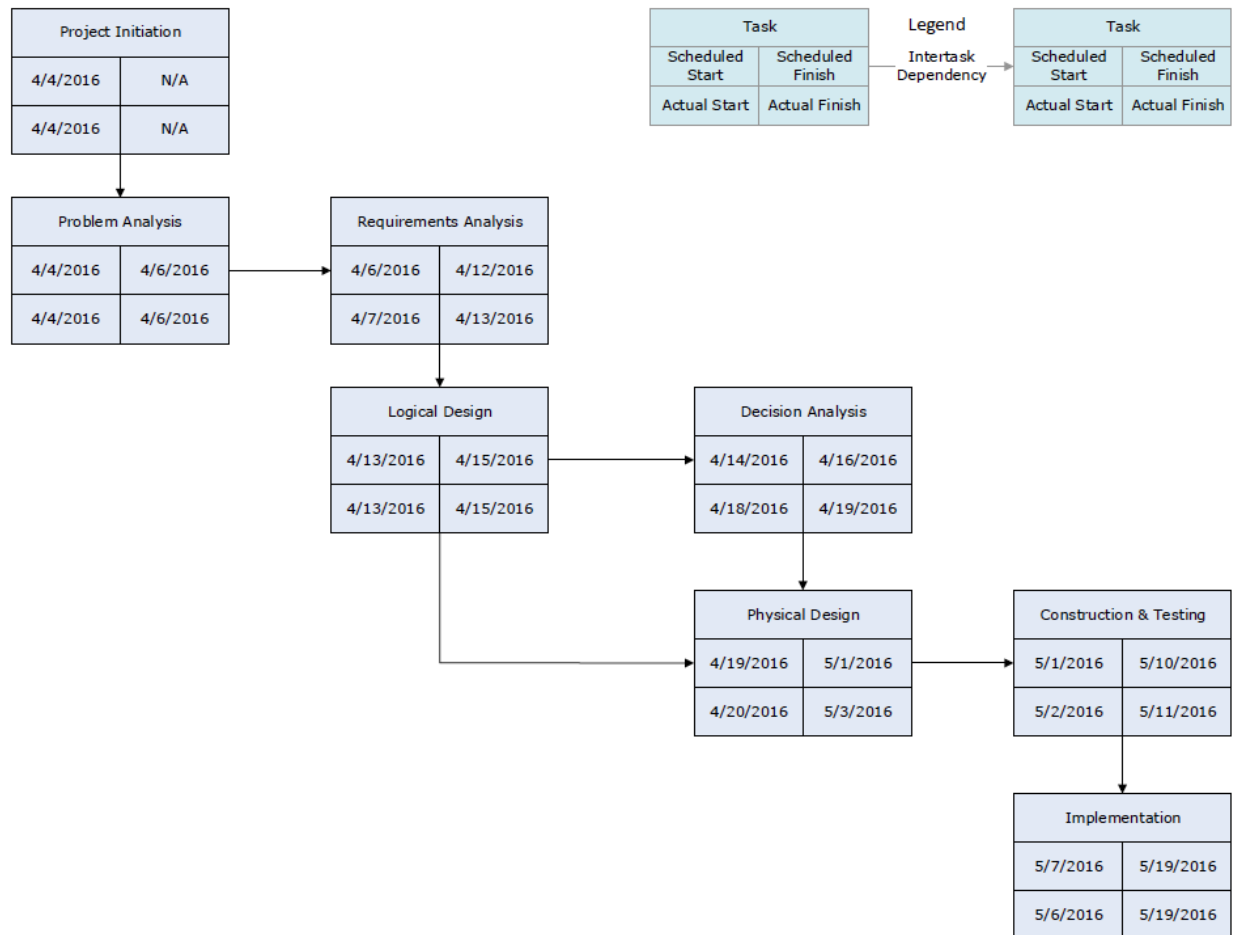 Project Initiation
4/4/2016 N/A
4/4/2016 N/A
Legend
Task
Scheduled Start Scheduled Finish
Actual Start Actual Finish
Intertask Dependency
Task
Scheduled Start Scheduled Finish
Actual Start Actual Finish
Problem Analysis
4/4/2016 4/6/2016
4/4/2016 4/6/2016
Requirements Analysis
4/6/2016 4/12/2016
4/7/2016 4/13/2016
Logical Design
4/13/2016 4/15/2016
4/13/2016 4/15/2016
Decision Analysis
4/14/2016 4/16/2016
4/18/2016 4/19/2016
Physical Design
4/19/2016 5/1/2016
4/20/2016 5/3/2016
Construction & Testing
5/1/2016 5/10/2016
5/2/2016 5/11/2016
Implementation
5/7/2016 5/19/2016
5/6/2016 5/19/2016